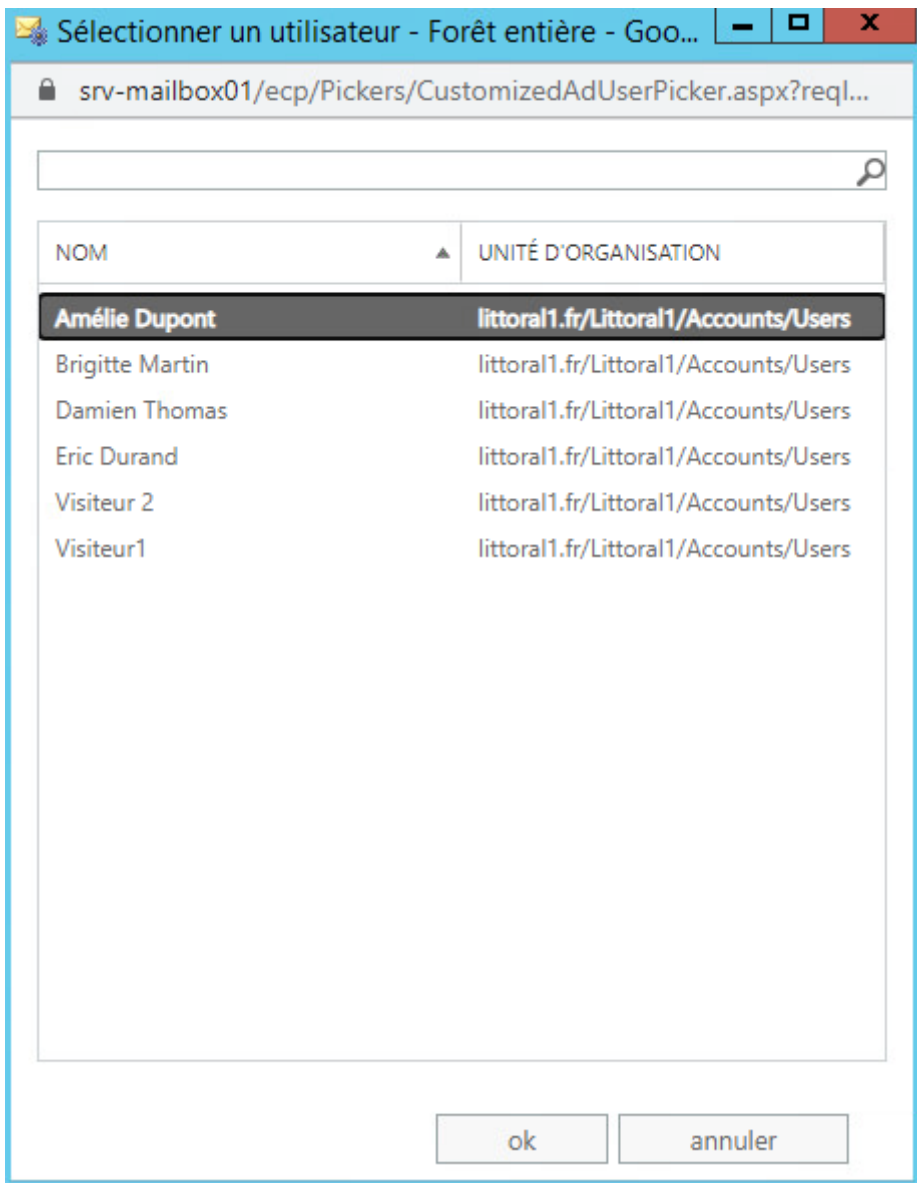 Sélectionner un utilisateur - Forêt entière - Goo...
srv-mailbox01/ecp/Pickers/CustomizedAdUserPicker.aspx?reql...
NOM UNITÉ D'ORGANISATION
Amélie Dupont littoral1.fr/Littoral1/Accounts/Users
Brigitte Martin littoral1.fr/Littoral1/Accounts/Users
Damien Thomas littoral1.fr/Littoral1/Accounts/Users
Eric Durand littoral1.fr/Littoral1/Accounts/Users
Visiteur 2 littoral1.fr/Littoral1/Accounts/Users
Visiteur1 littoral1.fr/Littoral1/Accounts/Users
ok annuler